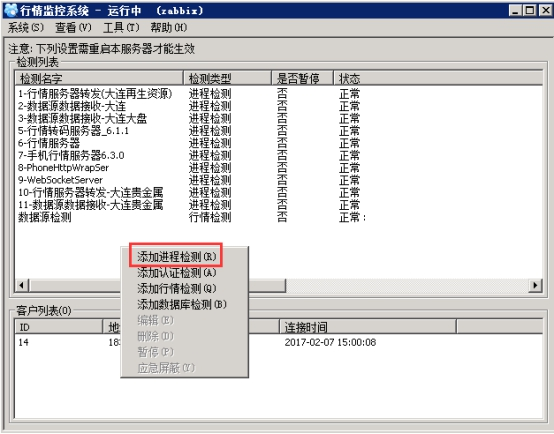 行情监控系统 - 运行中 (zabbix)
系统(S) 查看(V) 工具(T) 帮助(H)
注意: 下列设置需重启本服务器才能生效
检测列表
检测名字 检测类型 是否暂停 状态
1-行情服务器转发(大连再生资源) 进程检测 否 正常
2-数据源数据接收-大连 进程检测 否 正常
3-数据源数据接收-大连大盘 进程检测 否 正常
5-行情转码服务器_6.1.1 进程检测 否 正常
6-行情服务器 进程检测 否 正常
7-手机行情服务器6.3.0 进程检测 否 正常
8-PhoneHttpWrapSer 进程检测 否 正常
9-WebSocketServer 进程检测 否 正常
10-行情服务器转发-大连贵金属 进程检测 否 正常
11-数据源数据接收-大连贵金属 进程检测 否 正常
数据源检测 行情检测 否 正常:
添加进程检测(R)
添加认证检测(A)
添加行情检测(Q)
添加数据库检测(B)
编辑(E)
删除(D)
暂停(P)
应急屏蔽(Y)
客户列表(0)
ID 连接时间
14 2017-02-07 15:00:08